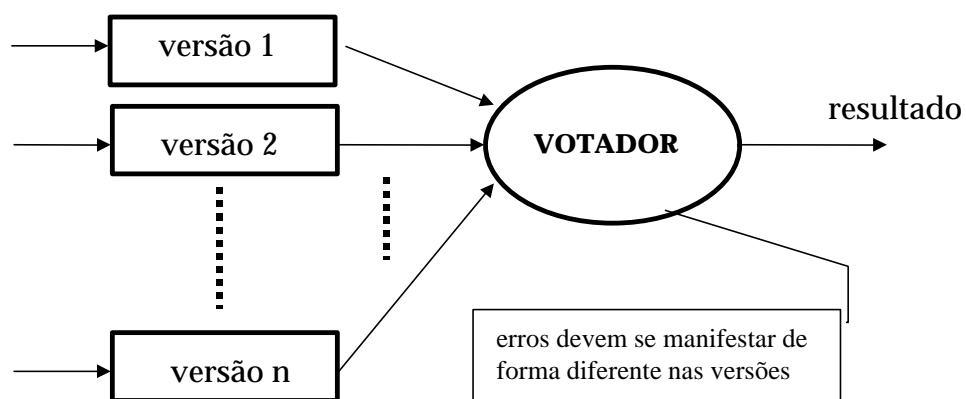 versão 1
versão 2
VOTADOR
resultado
versão n
erros devem se manifestar de
forma diferente nas versões